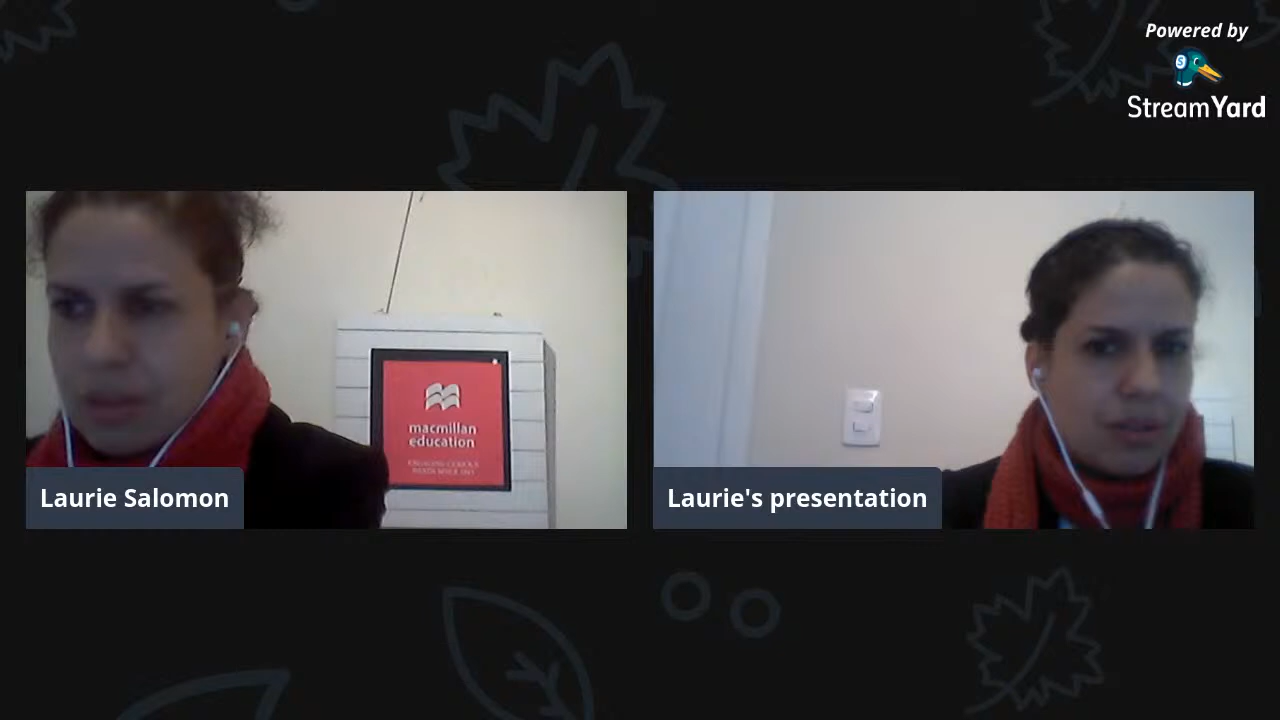 Powered by
StreamYard
macmillan
education
Laurie Salomon
Laurie's presentation